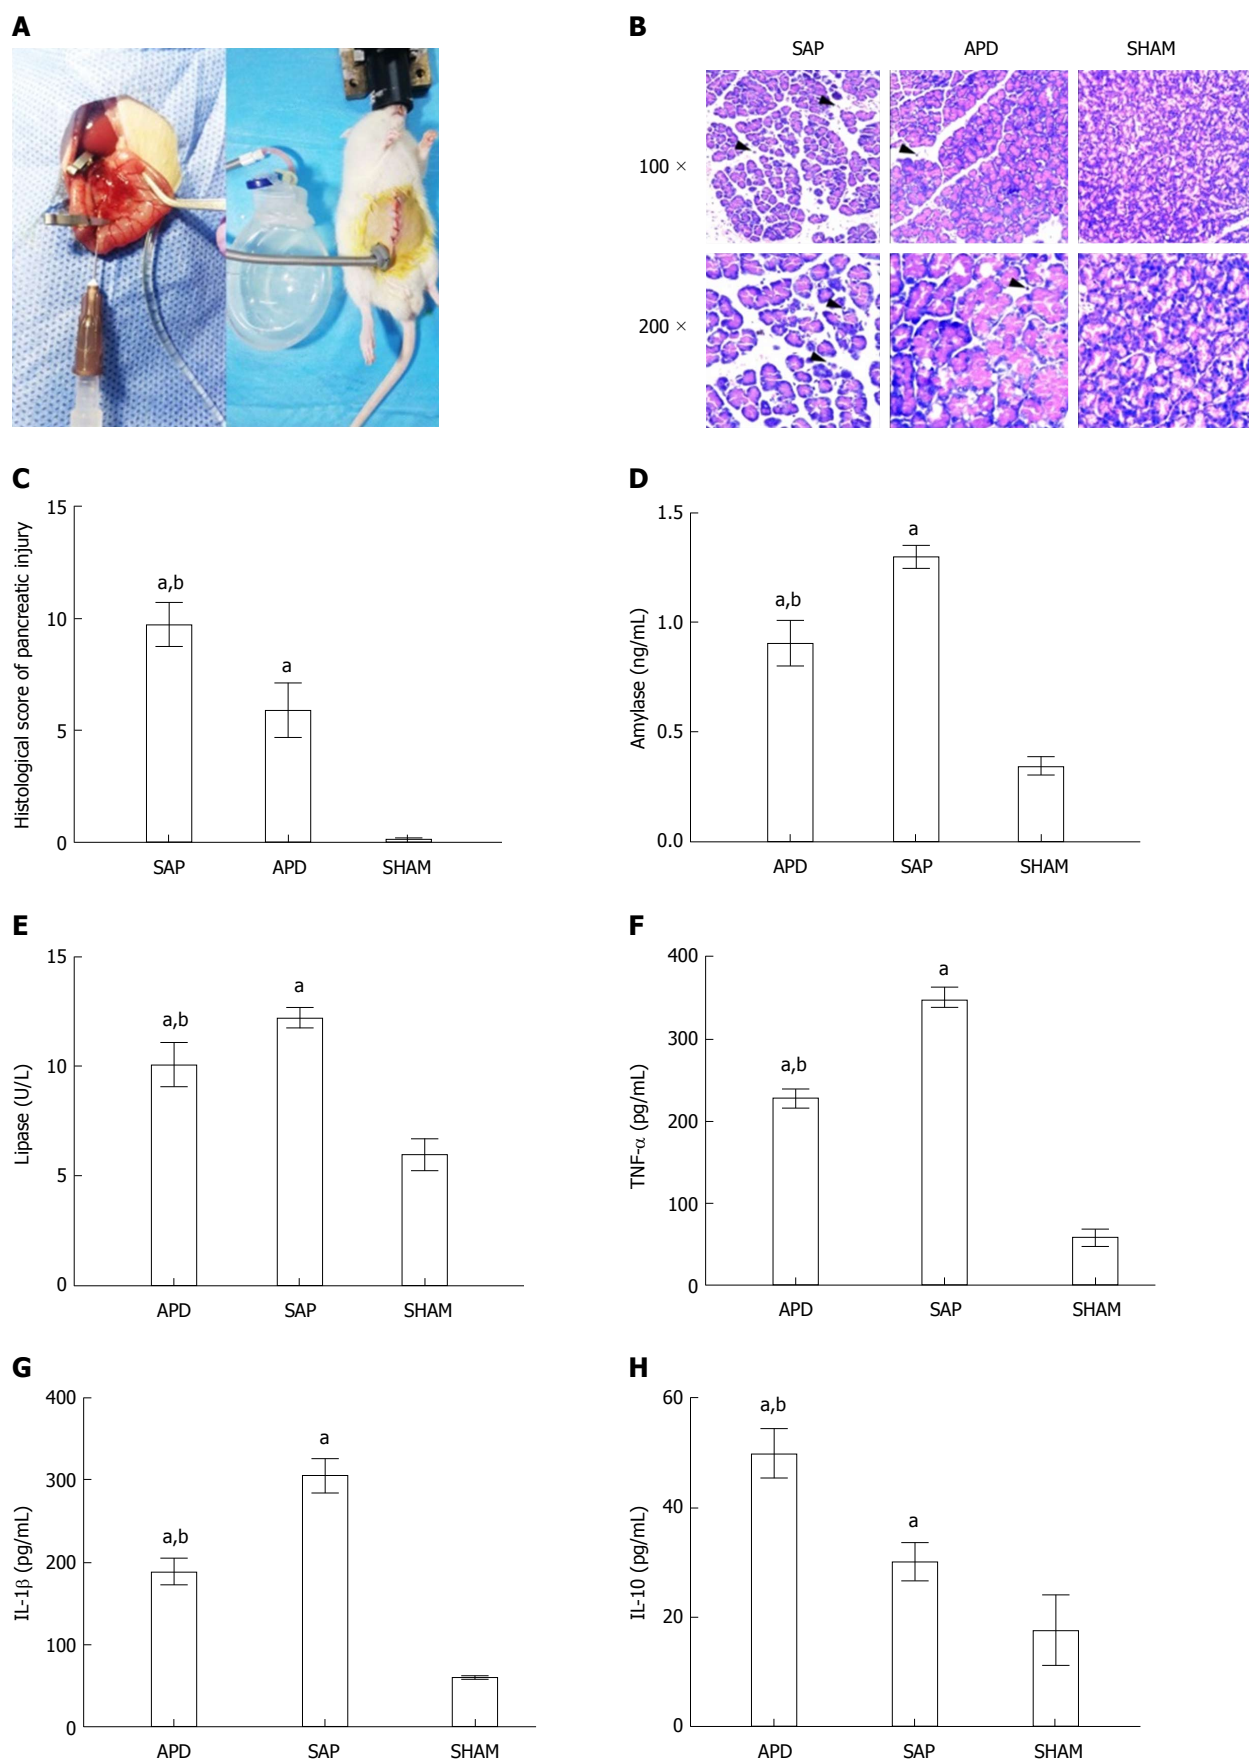 A
B
SAP APD SHAM
100 ×
200 ×
C
Histological score of pancreatic injury
15
10
5
0
a,b
a
SAP APD SHAM
D
Amylase (ng/mL)
1.5
1.0
0.5
0.0
a,b
a
APD SAP SHAM
E
Lipase (U/L)
15
10
5
0
a,b
a
APD SAP SHAM
F
TNF-α (pg/mL)
400
300
200
100
0
a,b
a
APD SAP SHAM
G
IL-1β (pg/mL)
400
300
200
100
0
a,b
a
APD SAP SHAM
H
IL-10 (pg/mL)
60
40
20
0
a,b
a
APD SAP SHAM